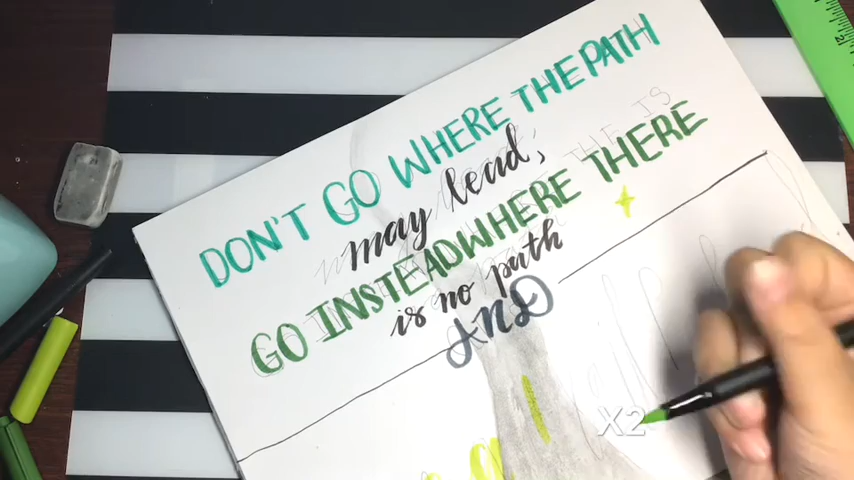 DON'T GO WHERE THE PATH
may lead,
GO INSTEAD WHERE THERE
is no path
AND
X2